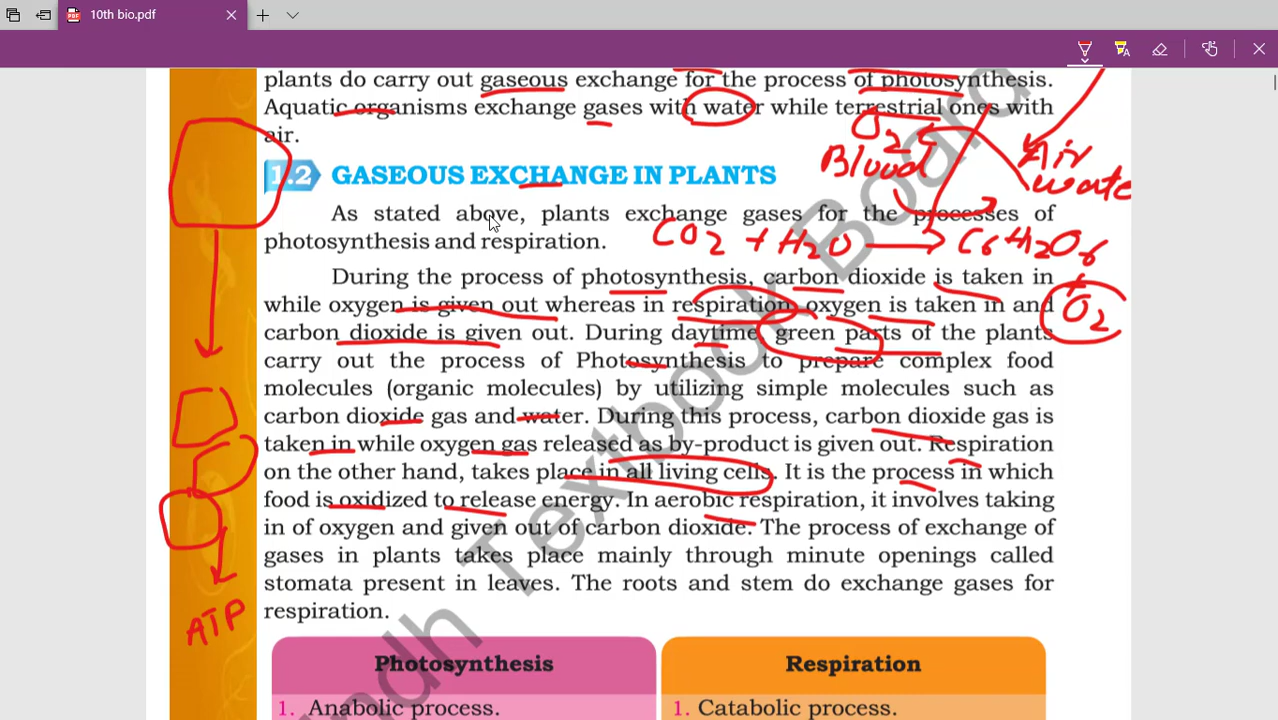 10th bio.pdf
plants do carry out gaseous exchange for the process of photosynthesis.
Aquatic organisms exchange gases with water while terrestrial ones with
air.
O2
Blood
Air
wate
1.2 GASEOUS EXCHANGE IN PLANTS
As stated above, plants exchange gases for the processes of
photosynthesis and respiration.
CO2 + H2O → C6H2O6
+
O2
During the process of photosynthesis, carbon dioxide is taken in
while oxygen is given out whereas in respiration, oxygen is taken in and
carbon dioxide is given out. During daytime green parts of the plants
carry out the process of Photosynthesis to prepare complex food
molecules (organic molecules) by utilizing simple molecules such as
carbon dioxide gas and water. During this process, carbon dioxide gas is
taken in while oxygen gas released as by-product is given out. Respiration
on the other hand, takes place in all living cells. It is the process in which
food is oxidized to release energy. In aerobic respiration, it involves taking
in of oxygen and given out of carbon dioxide. The process of exchange of
gases in plants takes place mainly through minute openings called
stomata present in leaves. The roots and stem do exchange gases for
respiration.
ATP
Photosynthesis
Respiration
1. Anabolic process.
1. Catabolic process.
ndh Textbook Board